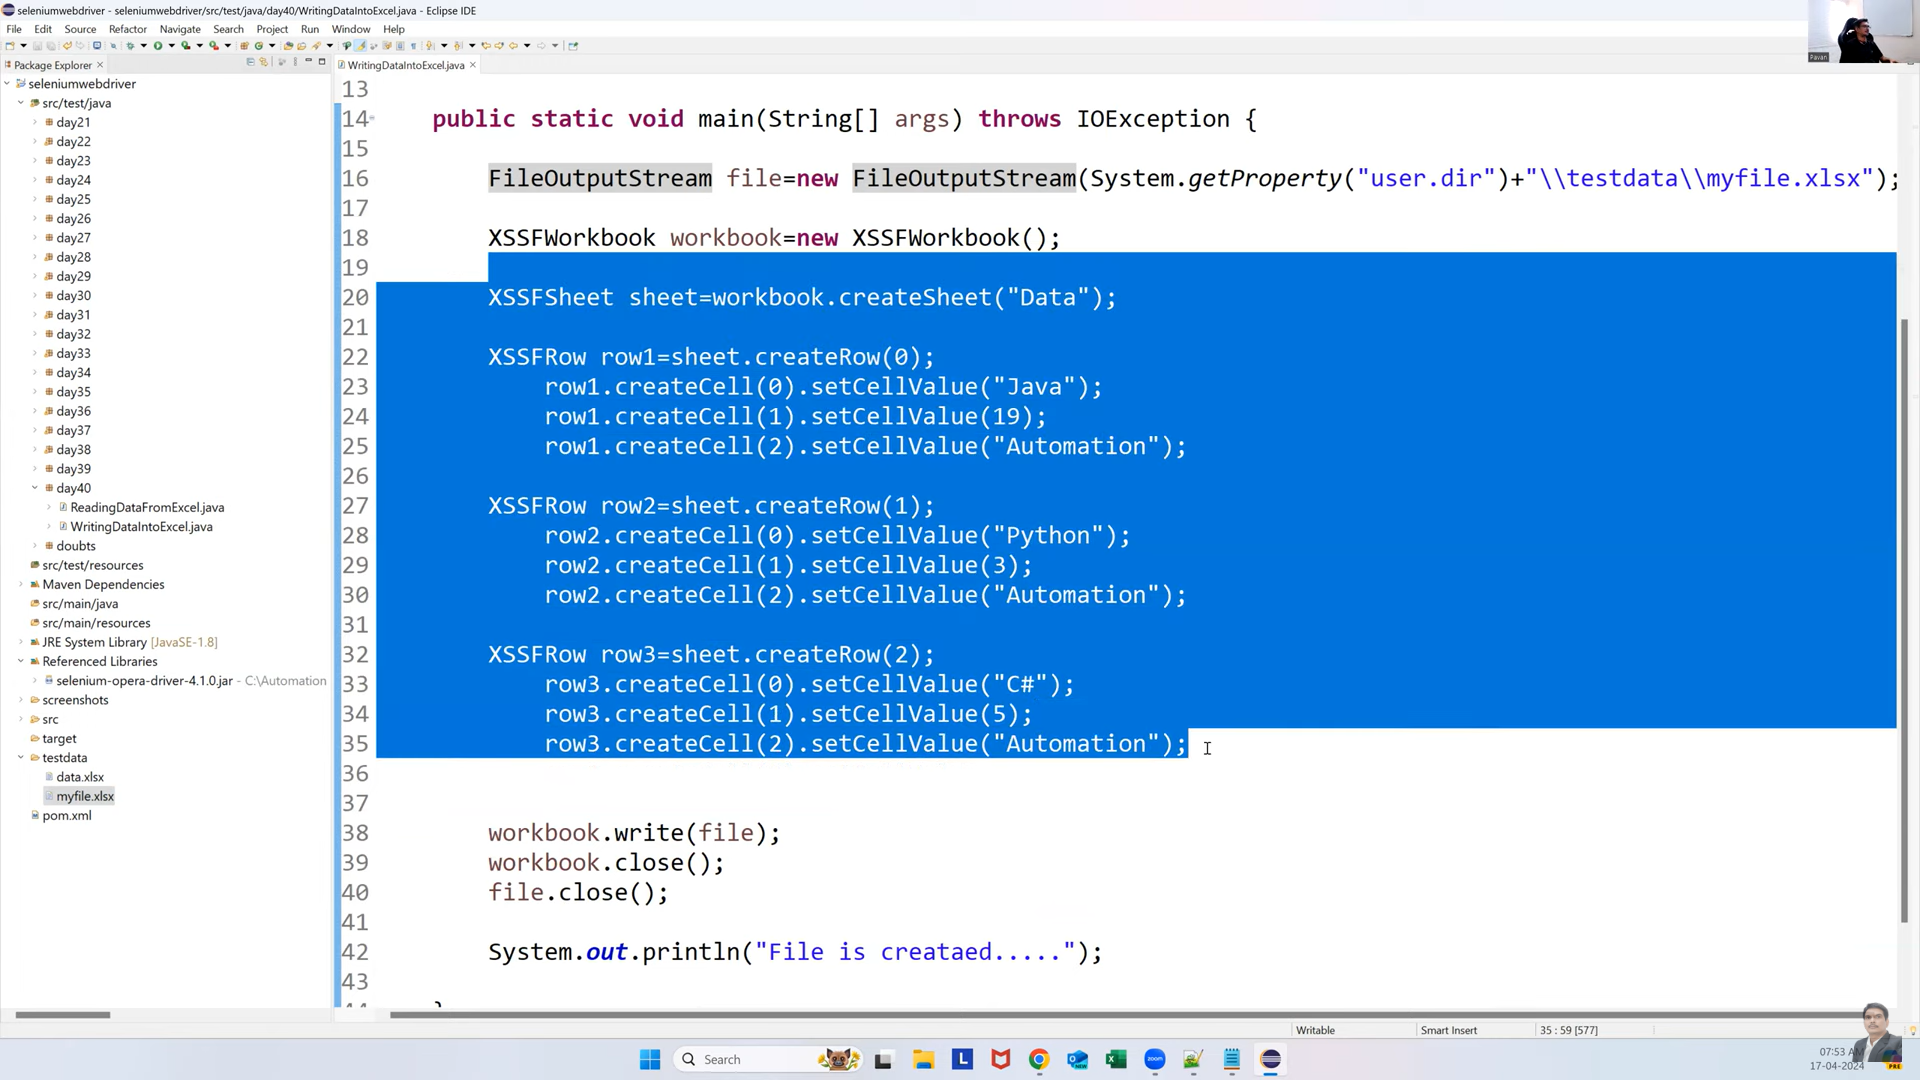 seleniumwebdriver - seleniumwebdriver/src/test/java/day40/WritingDataIntoExcel.java - Eclipse IDE
File Edit Source Refactor Navigate Search Project Run Window Help
Package Explorer
WritingDataIntoExcel.java
Pavan
seleniumwebdriver
src/test/java
day21
day22
day23
day24
day25
day26
day27
day28
day29
day30
day31
day32
day33
day34
day35
day36
day37
day38
day39
day40
ReadingDataFromExcel.java
WritingDataIntoExcel.java
doubts
src/test/resources
Maven Dependencies
src/main/java
src/main/resources
JRE System Library [JavaSE-1.8]
Referenced Libraries
selenium-opera-driver-4.1.0.jar - C:\Automation
screenshots
src
target
testdata
data.xlsx
myfile.xlsx
pom.xml
13
14 public static void main(String[] args) throws IOException {
15
16 FileOutputStream file=new FileOutputStream(System.getProperty("user.dir")+"\\testdata\\myfile.xlsx");
17
18 XSSFWorkbook workbook=new XSSFWorkbook();
19
20 XSSFSheet sheet=workbook.createSheet("Data");
21
22 XSSFRow row1=sheet.createRow(0);
23 row1.createCell(0).setCellValue("Java");
24 row1.createCell(1).setCellValue(19);
25 row1.createCell(2).setCellValue("Automation");
26
27 XSSFRow row2=sheet.createRow(1);
28 row2.createCell(0).setCellValue("Python");
29 row2.createCell(1).setCellValue(3);
30 row2.createCell(2).setCellValue("Automation");
31
32 XSSFRow row3=sheet.createRow(2);
33 row3.createCell(0).setCellValue("C#");
34 row3.createCell(1).setCellValue(5);
35 row3.createCell(2).setCellValue("Automation");
36
37
38 workbook.write(file);
39 workbook.close();
40 file.close();
41
42 System.out.println("File is creataed.....");
43
44 }
Writable Smart Insert 35 : 59 [577]
Search
07:53 AM
17-04-2024